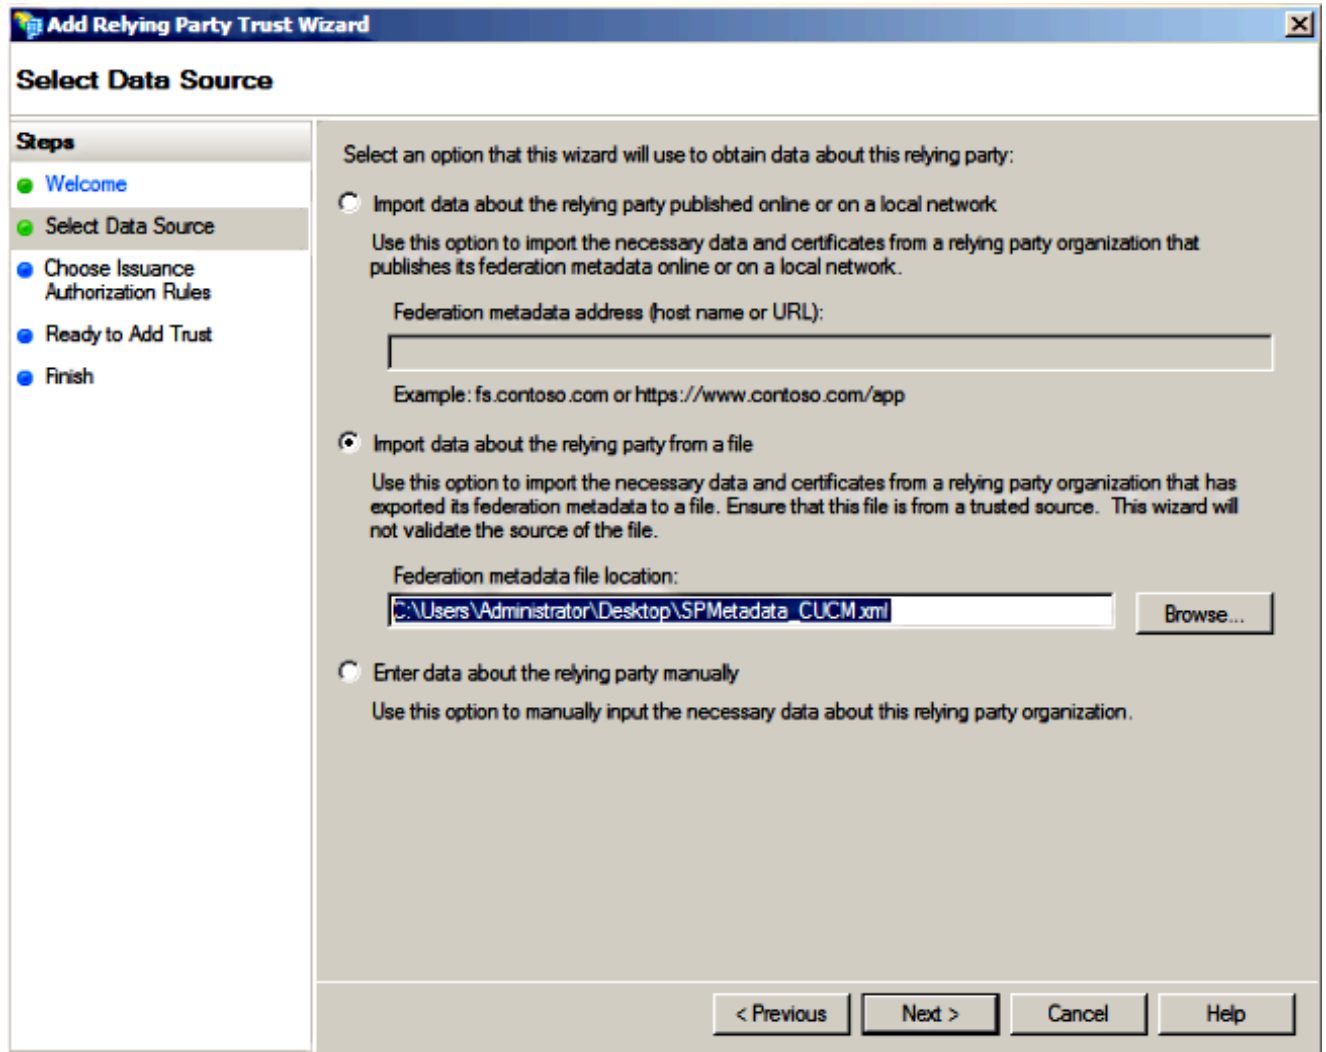 Add Relying Party Trust Wizard
Select Data Source
Steps
Welcome
Select Data Source
Choose Issuance
Authorization Rules
Ready to Add Trust
Finish
Select an option that this wizard will use to obtain data about this relying party:
Import data about the relying party published online or on a local network
Use this option to import the necessary data and certificates from a relying party organization that
publishes its federation metadata online or on a local network.
Federation metadata address (host name or URL):
Example: fs.contoso.com or https://www.contoso.com/app
Import data about the relying party from a file
Use this option to import the necessary data and certificates from a relying party organization that has
exported its federation metadata to a file. Ensure that this file is from a trusted source.  This wizard will
not validate the source of the file.
Federation metadata file location:
C:\Users\Administrator\Desktop\SPMetadata_CUCM.xml
Browse...
Enter data about the relying party manually
Use this option to manually input the necessary data about this relying party organization.
< Previous
Next >
Cancel
Help